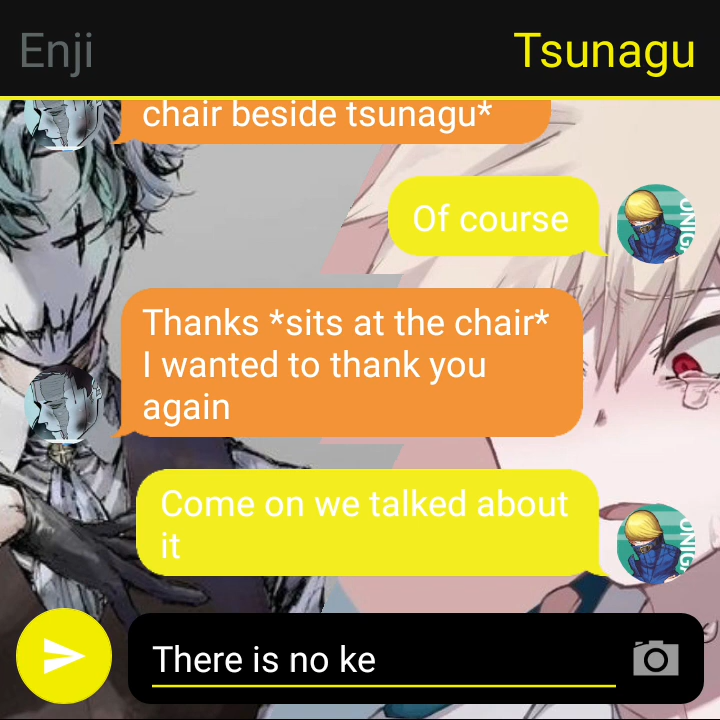 Enji
Tsunagu
chair beside tsunagu*
Of course
Thanks *sits at the chair*
I wanted to thank you
again
Come on we talked about
it
There is no ke